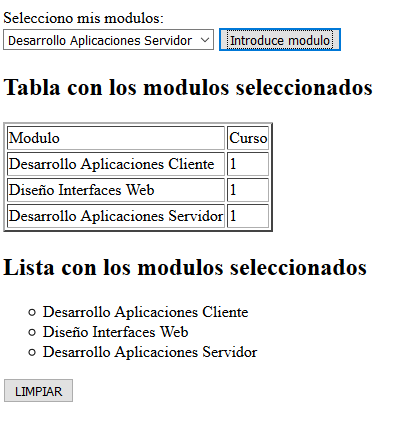 Selecciono mis modulos:
Desarrollo Aplicaciones Servidor Introduce modulo
Tabla con los modulos seleccionados
Modulo Curso
Desarrollo Aplicaciones Cliente 1
Diseño Interfaces Web 1
Desarrollo Aplicaciones Servidor 1
Lista con los modulos seleccionados
Desarrollo Aplicaciones Cliente
Diseño Interfaces Web
Desarrollo Aplicaciones Servidor
LIMPIAR